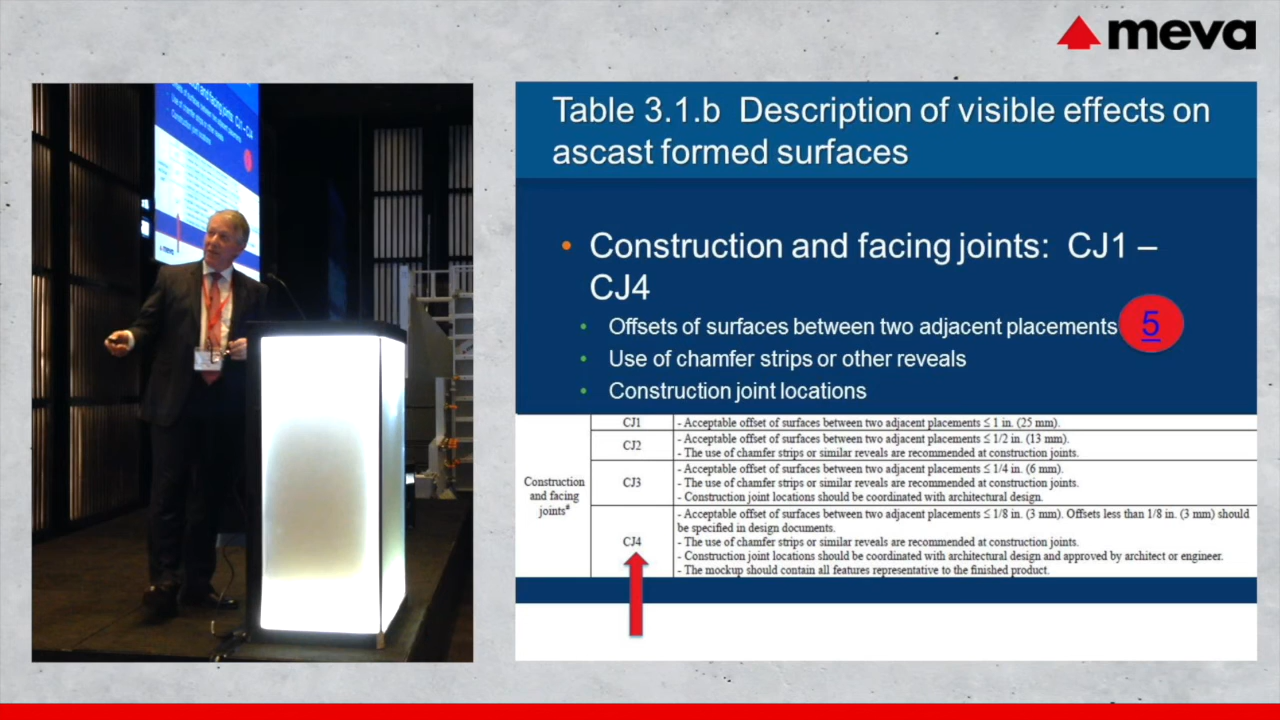 meva
Table 3.1.b Description of visible effects on
ascast formed surfaces
• Construction and facing joints: CJ1 –
CJ4
• Offsets of surfaces between two adjacent placements
5
• Use of chamfer strips or other reveals
• Construction joint locations
Construction
and facing
joints#
CJ1
- Acceptable offset of surfaces between two adjacent placements ≤ 1 in. (25 mm).
CJ2
- Acceptable offset of surfaces between two adjacent placements ≤ 1/2 in. (13 mm).
- The use of chamfer strips or similar reveals are recommended at construction joints.
CJ3
- Acceptable offset of surfaces between two adjacent placements ≤ 1/4 in. (6 mm).
- The use of chamfer strips or similar reveals are recommended at construction joints.
- Construction joint locations should be coordinated with architectural design.
CJ4
- Acceptable offset of surfaces between two adjacent placements ≤ 1/8 in. (3 mm). Offsets less than 1/8 in. (3 mm) should
be specified in design documents.
- The use of chamfer strips or similar reveals are recommended at construction joints.
- Construction joint locations should be coordinated with architectural design and approved by architect or engineer.
- The mockup should contain all features representative to the finished product.